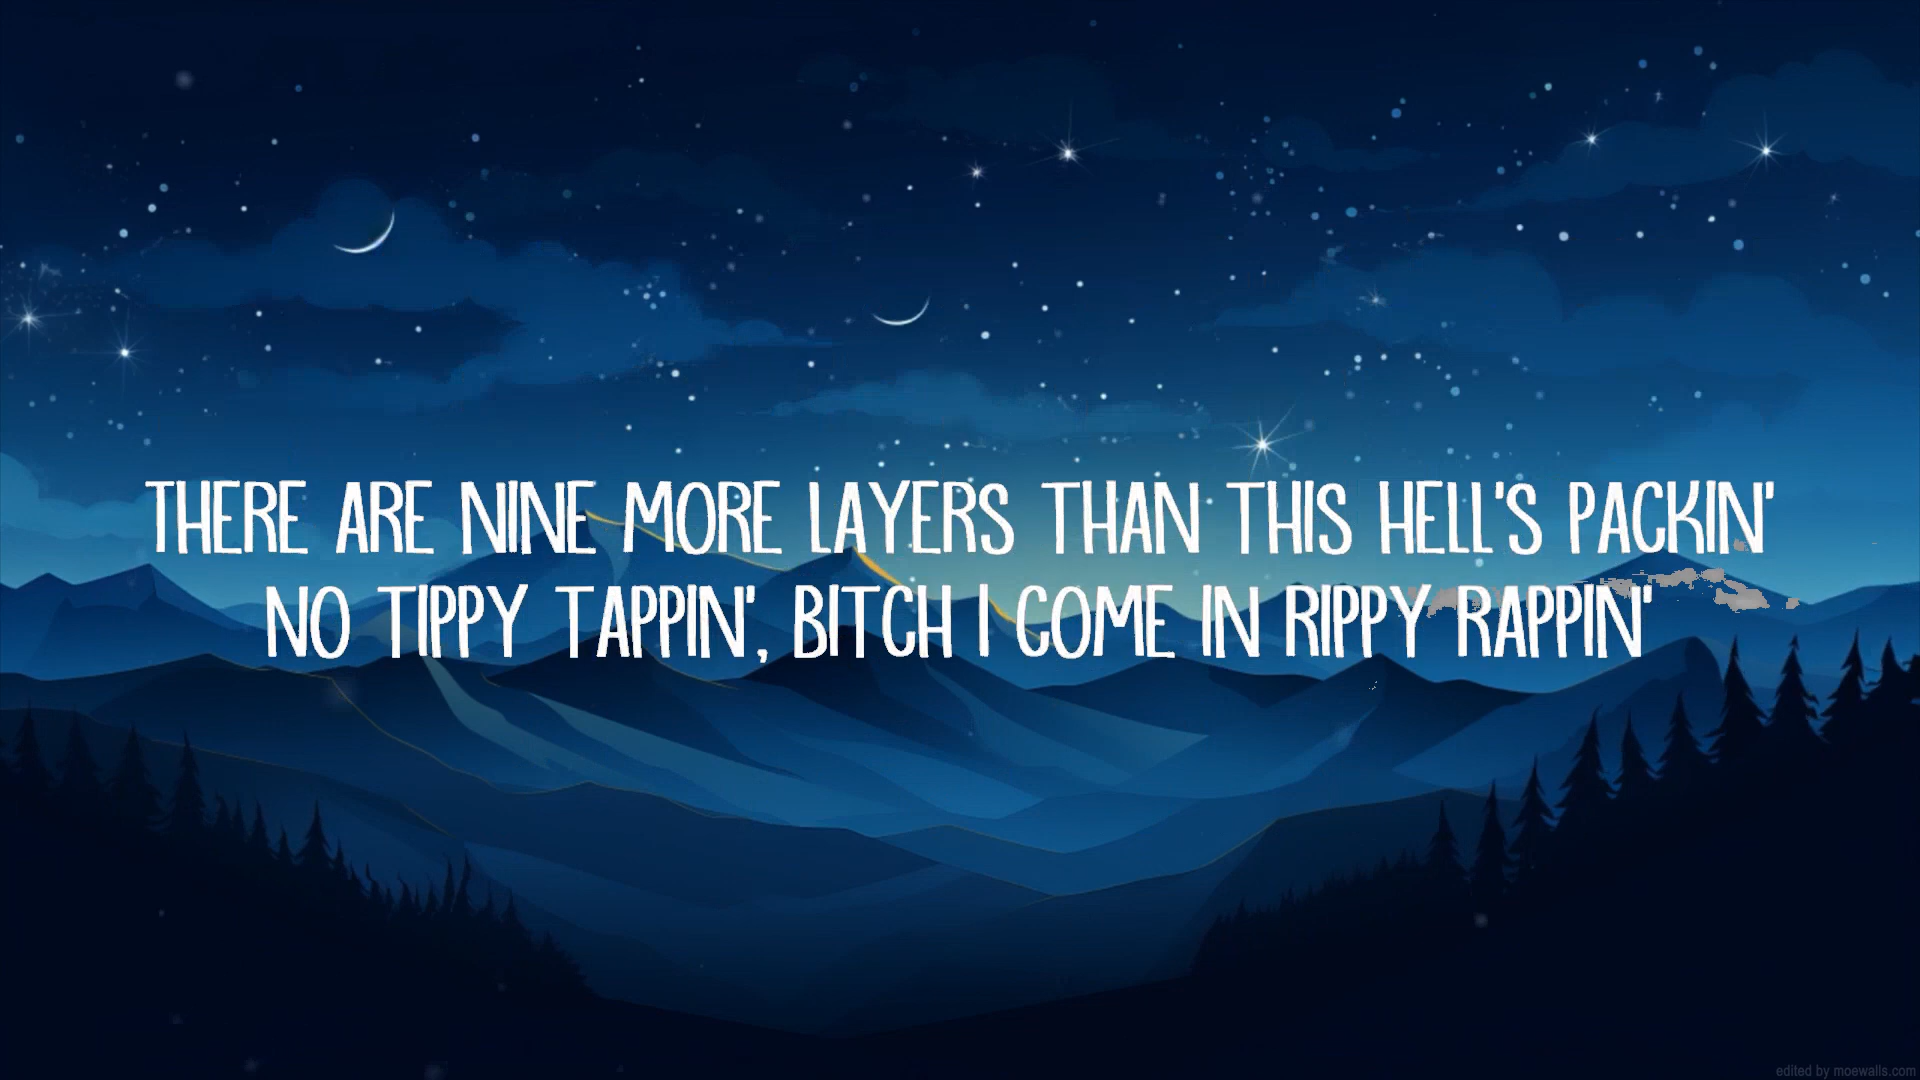 THERE ARE NINE MORE LAYERS THAN THIS HELL'S PACKIN'
NO TIPPY TAPPIN', BITCH I COME IN RIPPY RAPPIN'
edited by moewalls.com